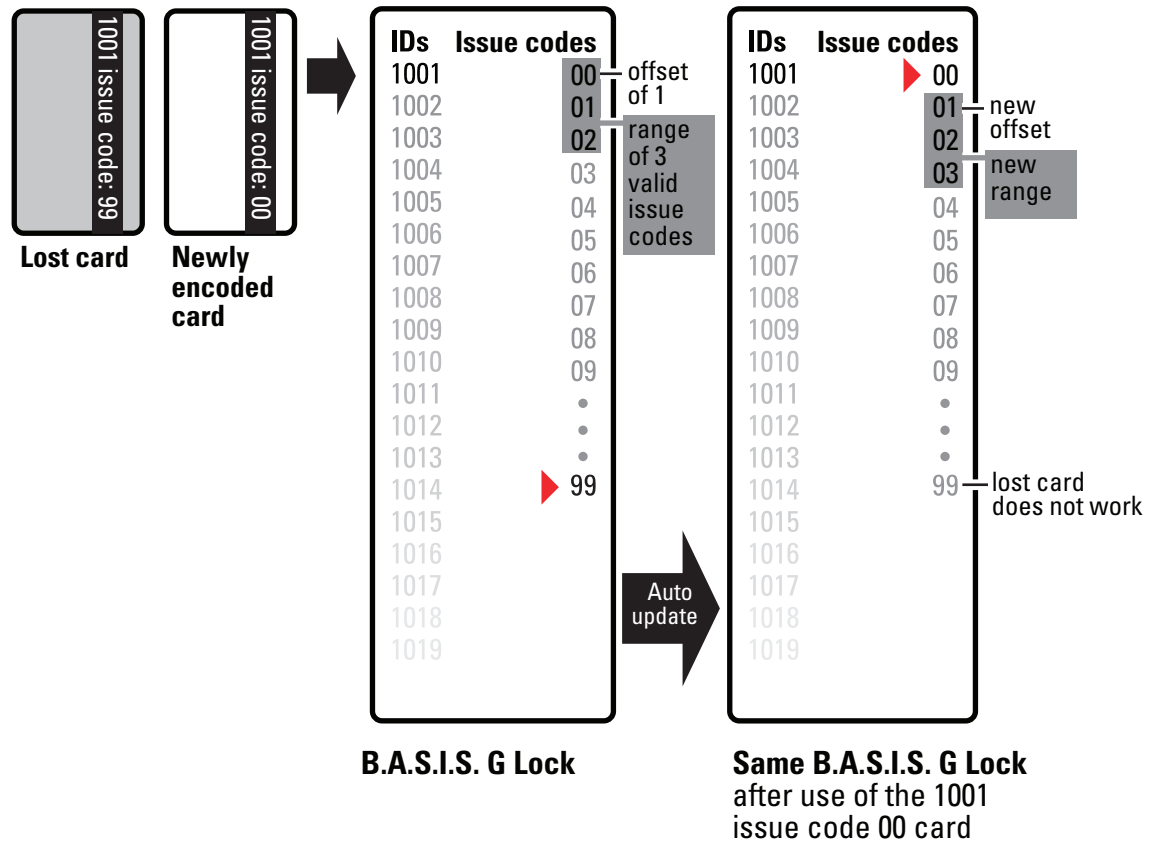 1001 issue code: 99
Lost card
1001 issue code: 00
Newly
encoded
card
IDs Issue codes
1001 00
1002 01
1003 02
1004 03
1005 04
1006 05
1007 06
1008 07
1009 08
1010 09
1011
1012
1013
1014 99
1015
1016
1017
1018
1019
offset
of 1
range
of 3
valid
issue
codes
B.A.S.I.S. G Lock
Auto
update
IDs Issue codes
1001 00
1002 01
1003 02
1004 03
1005 04
1006 05
1007 06
1008 07
1009 08
1010 09
1011
1012
1013
1014 99
1015
1016
1017
1018
1019
new
offset
new
range
lost card
does not work
Same B.A.S.I.S. G Lock
after use of the 1001
issue code 00 card